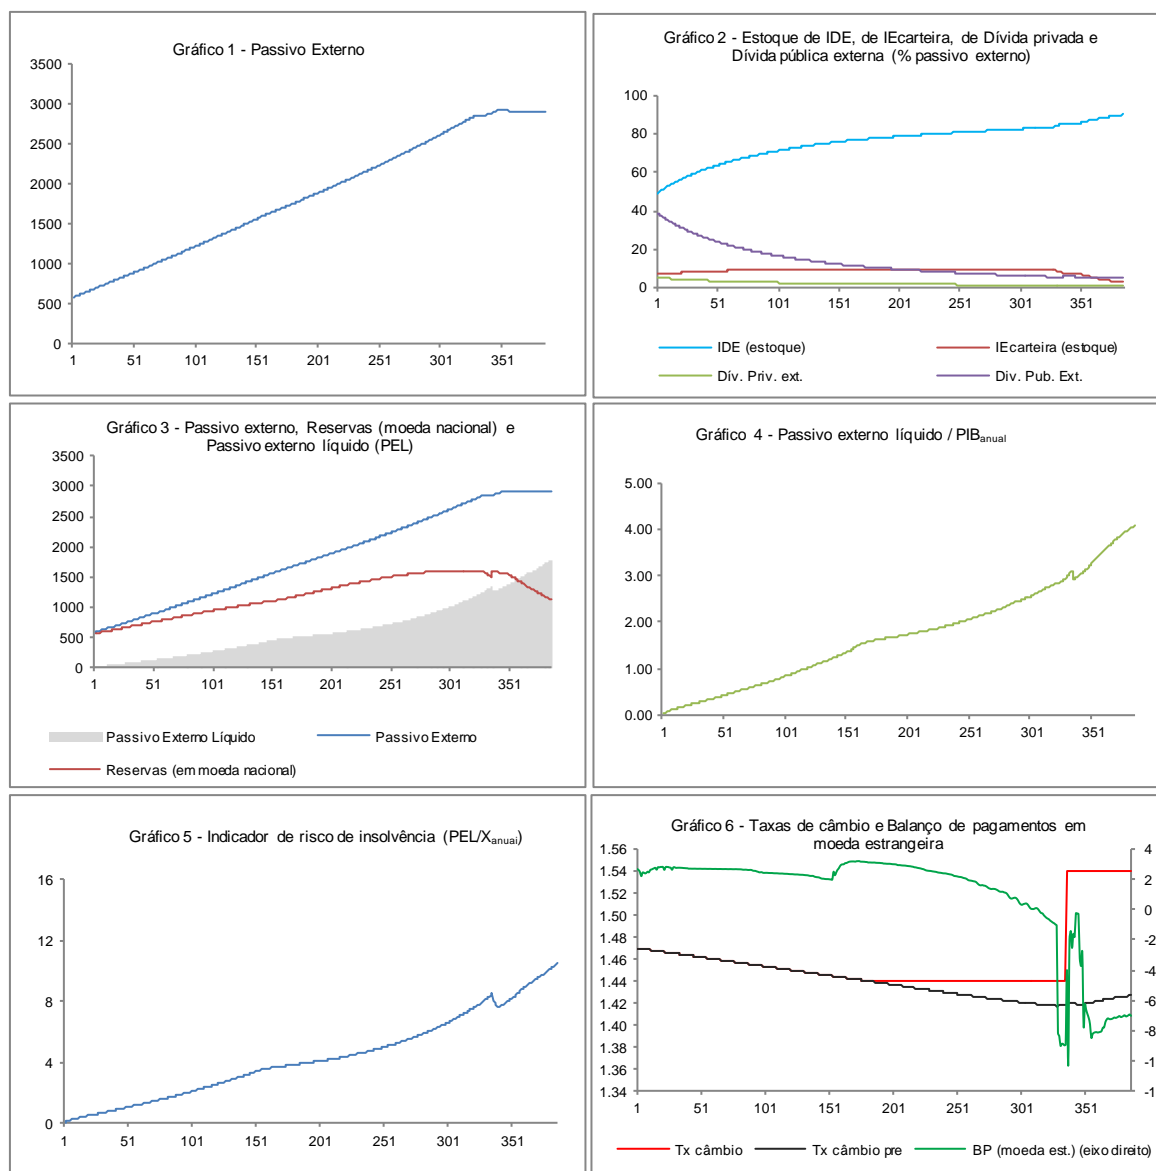 Gráfico 1 - Passivo Externo
3500
3000
2500
2000
1500
1000
500
0
1 51 101 151 201 251 301 351
Gráfico 2 - Estoque de IDE, de IEcarteira, de Dívida privada e
Dívida pública externa (% passivo externo)
100
80
60
40
20
0
1 51 101 151 201 251 301 351
IDE (estoque) IEcarteira (estoque)
Dív. Priv. ext. Div. Pub. Ext.
Gráfico 3 - Passivo externo, Reservas (moeda nacional) e
Passivo externo líquido (PEL)
3500
3000
2500
2000
1500
1000
500
0
1 51 101 151 201 251 301 351
Passivo Externo Líquido Passivo Externo
Reservas (em moeda nacional)
Gráfico 4 - Passivo externo líquido / PIBanual
5.00
4.00
3.00
2.00
1.00
0.00
1 51 101 151 201 251 301 351
Gráfico 5 - Indicador de risco de insolvência (PEL/Xanual)
16
12
8
4
0
1 51 101 151 201 251 301 351
Gráfico 6 - Taxas de câmbio e Balanço de pagamentos em
moeda estrangeira
1.56 4
1.54 2
1.52 0
1.50 -2
1.48 -4
1.46 -6
1.44 -8
1.42 -1
1.40 -1
1.38
1.36
1.34
1 51 101 151 201 251 301 351
Tx câmbio Tx câmbio pre BP (moeda est.) (eixo direito)